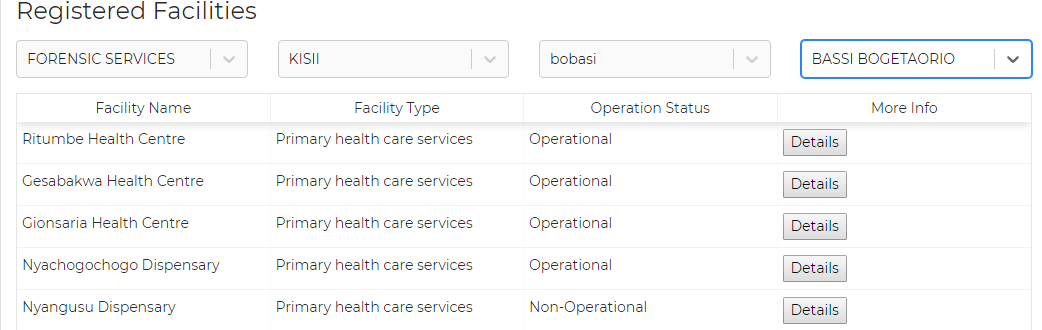 Registered Facilities
FORENSIC SERVICES KISII bobasi BASSI BOGETAORIO
Facility Name Facility Type Operation Status More Info
Ritumbe Health Centre Primary health care services Operational Details
Gesabakwa Health Centre Primary health care services Operational Details
Gionsaria Health Centre Primary health care services Operational Details
Nyachogochogo Dispensary Primary health care services Operational Details
Nyangusu Dispensary Primary health care services Non-Operational Details